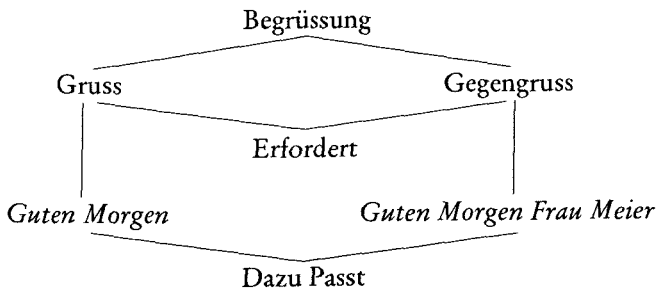 Begrüssung
Gruss Gegengruss
Erfordert
Guten Morgen Guten Morgen Frau Meier
Dazu Passt